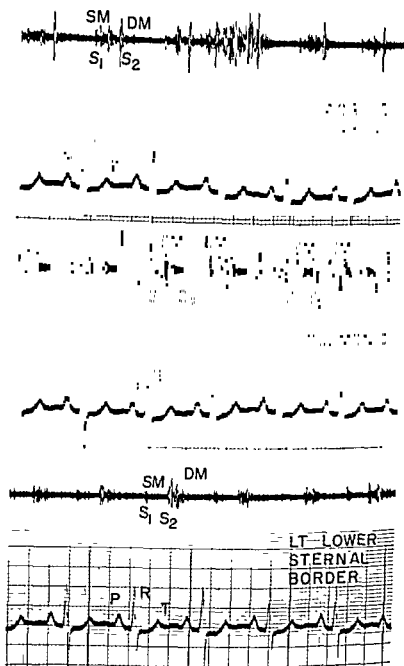 SM DM
S1 S2
SM DM
S1 S2
LT LOWER
STERNAL
BORDER
P R T